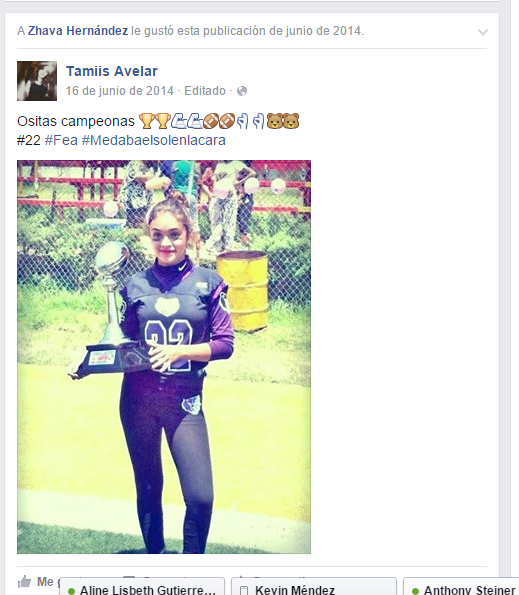 A Zhava Hernández le gustó esta publicación de junio de 2014.
Tamiis Avelar
16 de junio de 2014 · Editado ·
Ositas campeonas 🏆🏆💪💪🏈🏈👌👌🐻🐻
#22 #Fea #Medabaelsolenlacara
22
Me
Aline Lisbeth Gutierre... Kevin Méndez Anthony Steiner